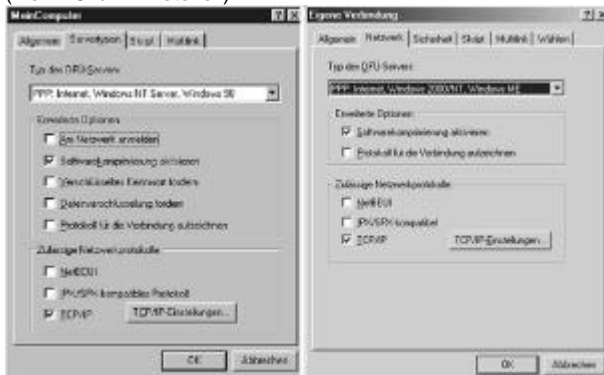 MeinComputer
Allgemein Servertypen Skript Multilink
Typ des DFÜ-Servers:
PPP: Internet, Windows NT Server, Windows 98
Erweiterte Optionen:
Am Netzwerk anmelden
Softwarekomprimierung aktivieren
Verschlüsseltes Kennwort fordern
Datenverschlüsselung fordern
Protokoll für die Verbindung aufzeichnen
Zulässige Netzwerkprotokolle:
NetBEUI
IPX/SPX-kompatibles Protokoll
TCP/IP TCP/IP-Einstellungen...
OK Abbrechen
Eigene Verbindung
Allgemein Netzwerk Sicherheit Skript Multilink Wählen
Typ des DFÜ-Servers:
PPP: Internet, Windows 2000/NT, Windows ME
Erweiterte Optionen:
Softwarekomprimierung aktivieren
Protokoll für die Verbindung aufzeichnen
Zulässige Netzwerkprotokolle:
NetBEUI
IPX/SPX-kompatibel
TCP/IP TCP/IP-Einstellungen...
OK Abbrechen